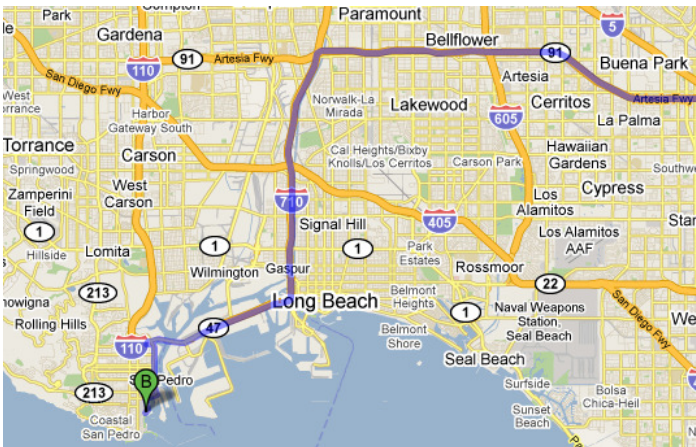 Park
Compton
Paramount
5
Gardena
Bellflower
91
91
Artesia Fwy
110
Buena Park
San Diego Fwy
Artesia
West
Norwalk-La
Mirada
Lakewood
Cerritos
Artesia Fwy
Harbor
Gateway South
605
La Palma
Torrance
Carson
Cal Heights/Bixby
Knolls/Los Cerritos
Carson Park
Hawaiian
Gardens
Springwood
West
Carson
Cypress
Zamperini
Field
710
Los
Alamitos
Signal Hill
405
1
1
1
Los Alamitos
AAF
Hillside
Lomita
Park
Estates
Wilmington
Gaspur
Rossmoor
213
22
Long Beach
Belmont
Heights
Rolling Hills
47
1
Naval Weapons
Station,
Seal Beach
San Diego Fwy
110
Belmont
Shore
Seal Beach
B
San Pedro
213
Surfside
Bolsa
Chica-Heil
Coastal
San Pedro
Sunset
Beach